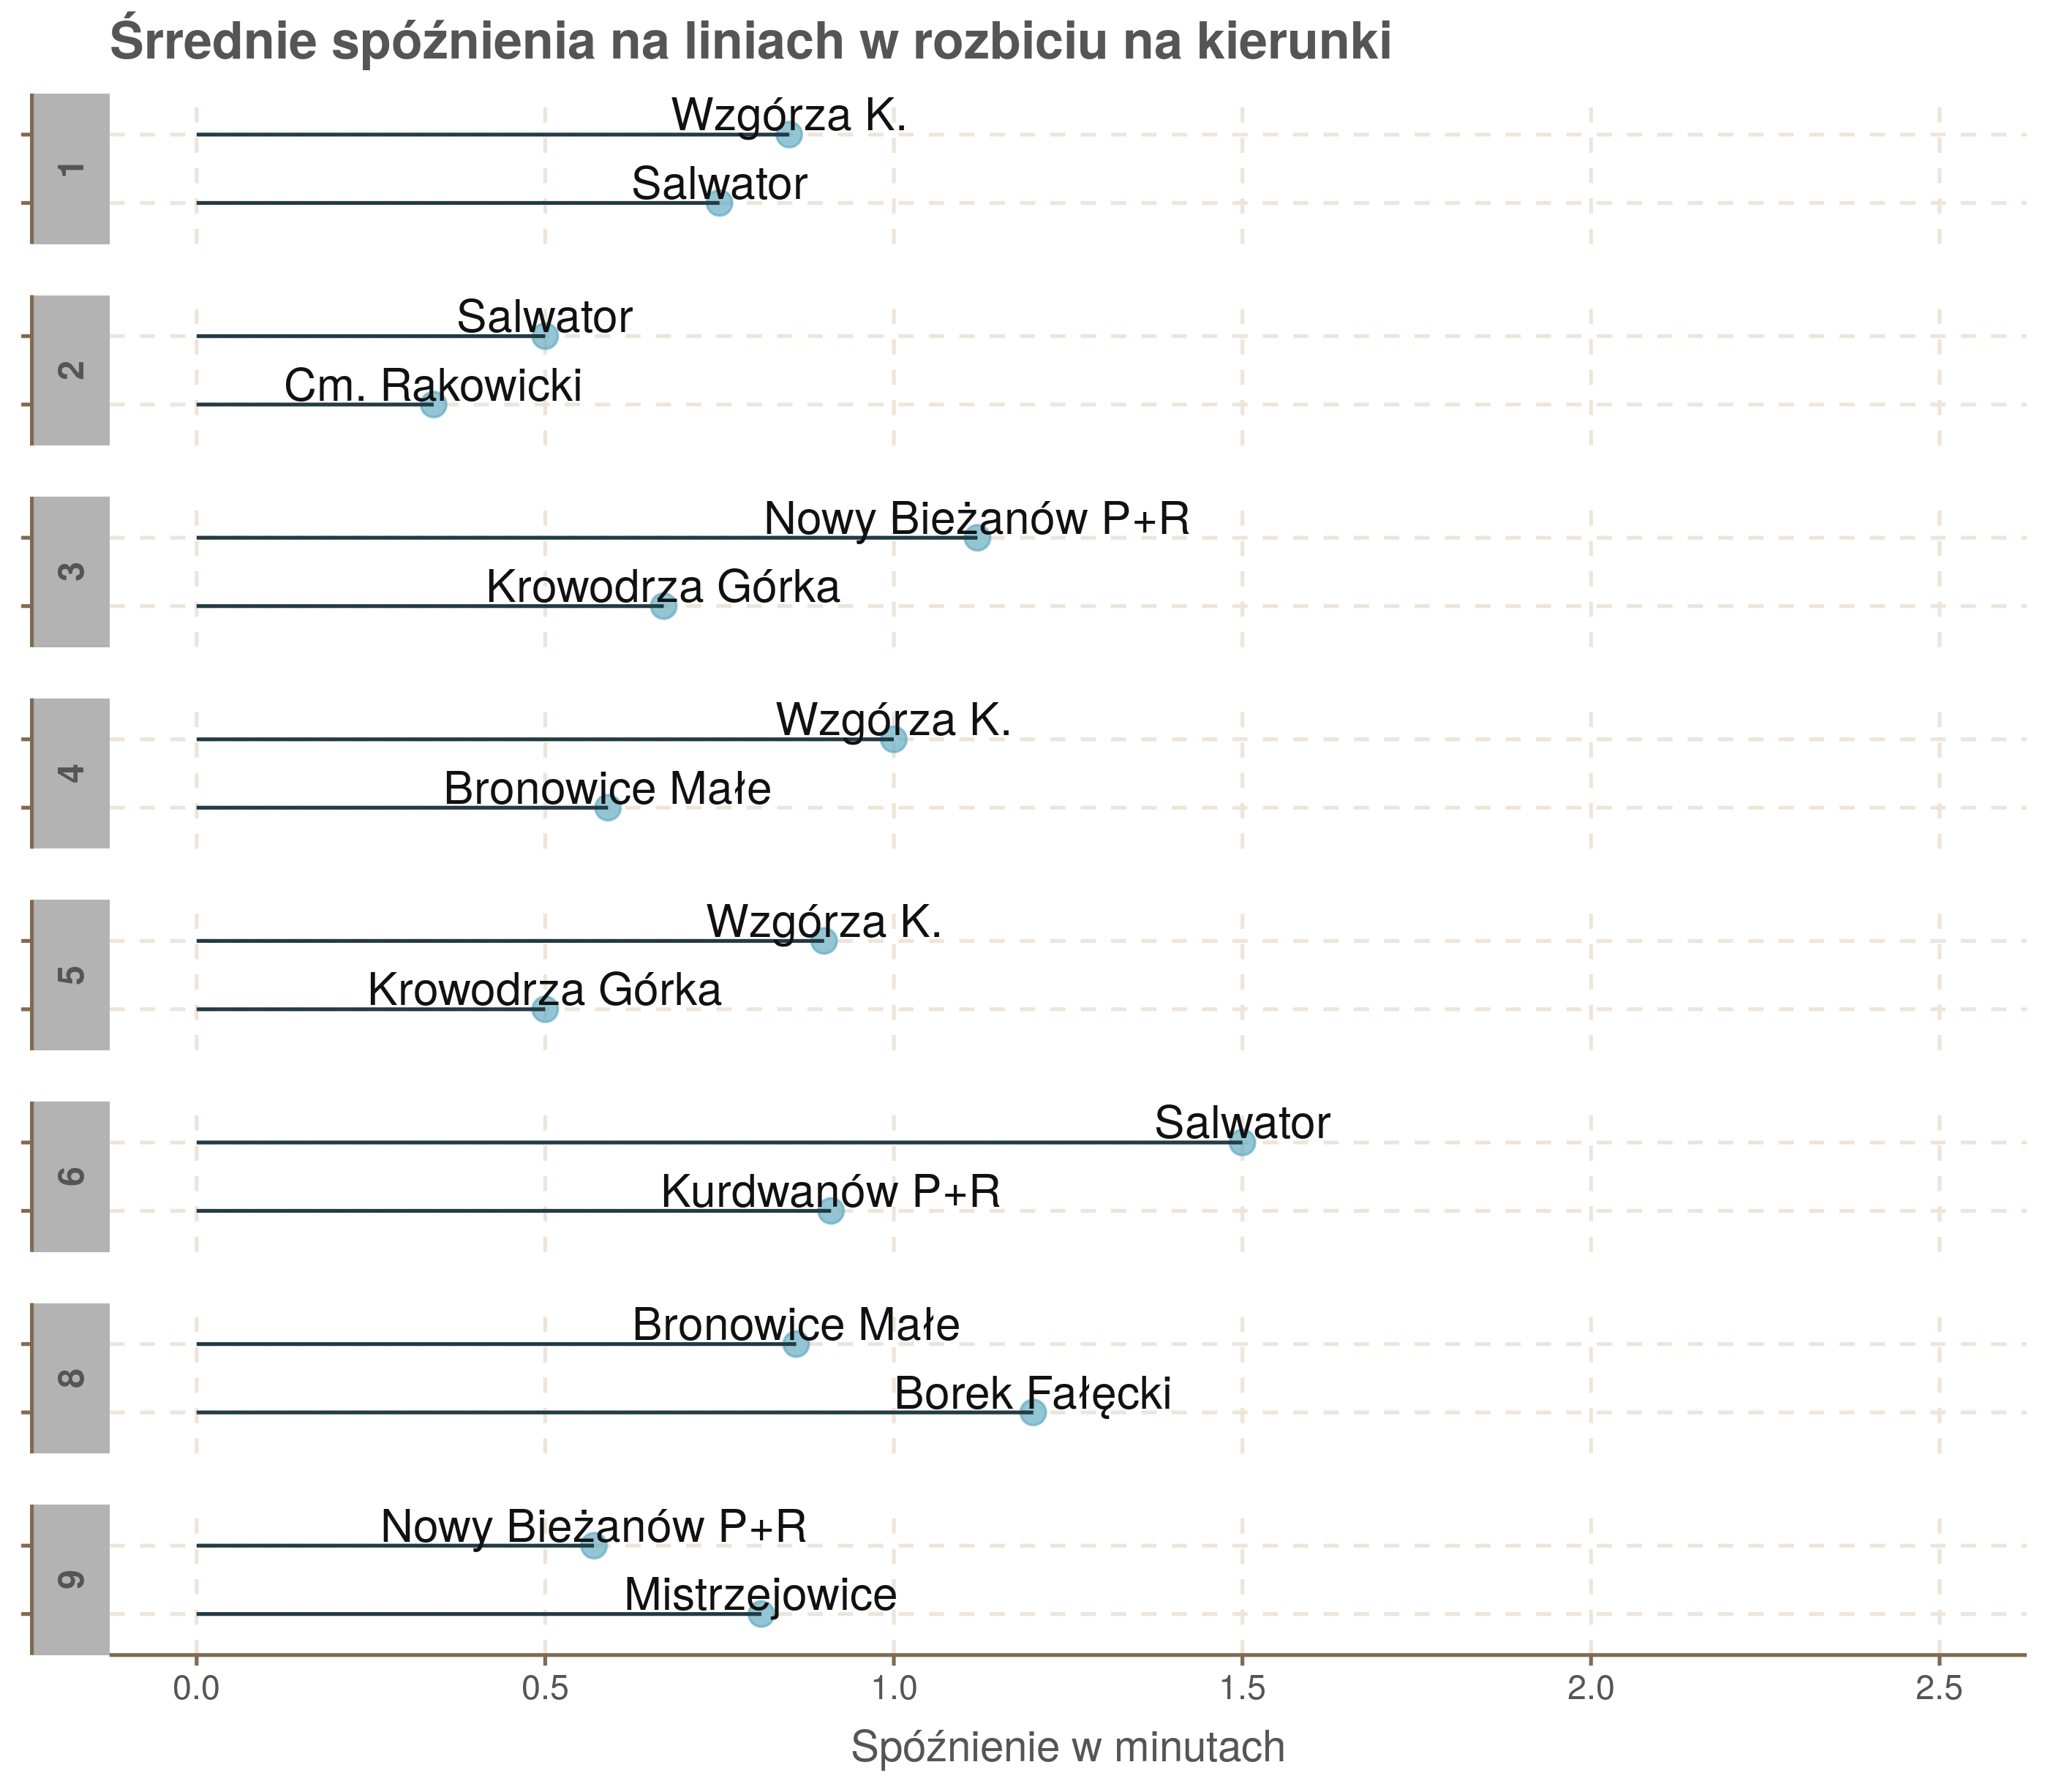 Śrrednie spóźnienia na liniach w rozbiciu na kierunki
1
Wzgórza K.
Salwator
2
Salwator
Cm. Rakowicki
3
Nowy Bieżanów P+R
Krowodrza Górka
4
Wzgórza K.
Bronowice Małe
5
Wzgórza K.
Krowodrza Górka
6
Salwator
Kurdwanów P+R
8
Bronowice Małe
Borek Fałęcki
9
Nowy Bieżanów P+R
Mistrzejowice
0.0 0.5 1.0 1.5 2.0 2.5
Spóźnienie w minutach